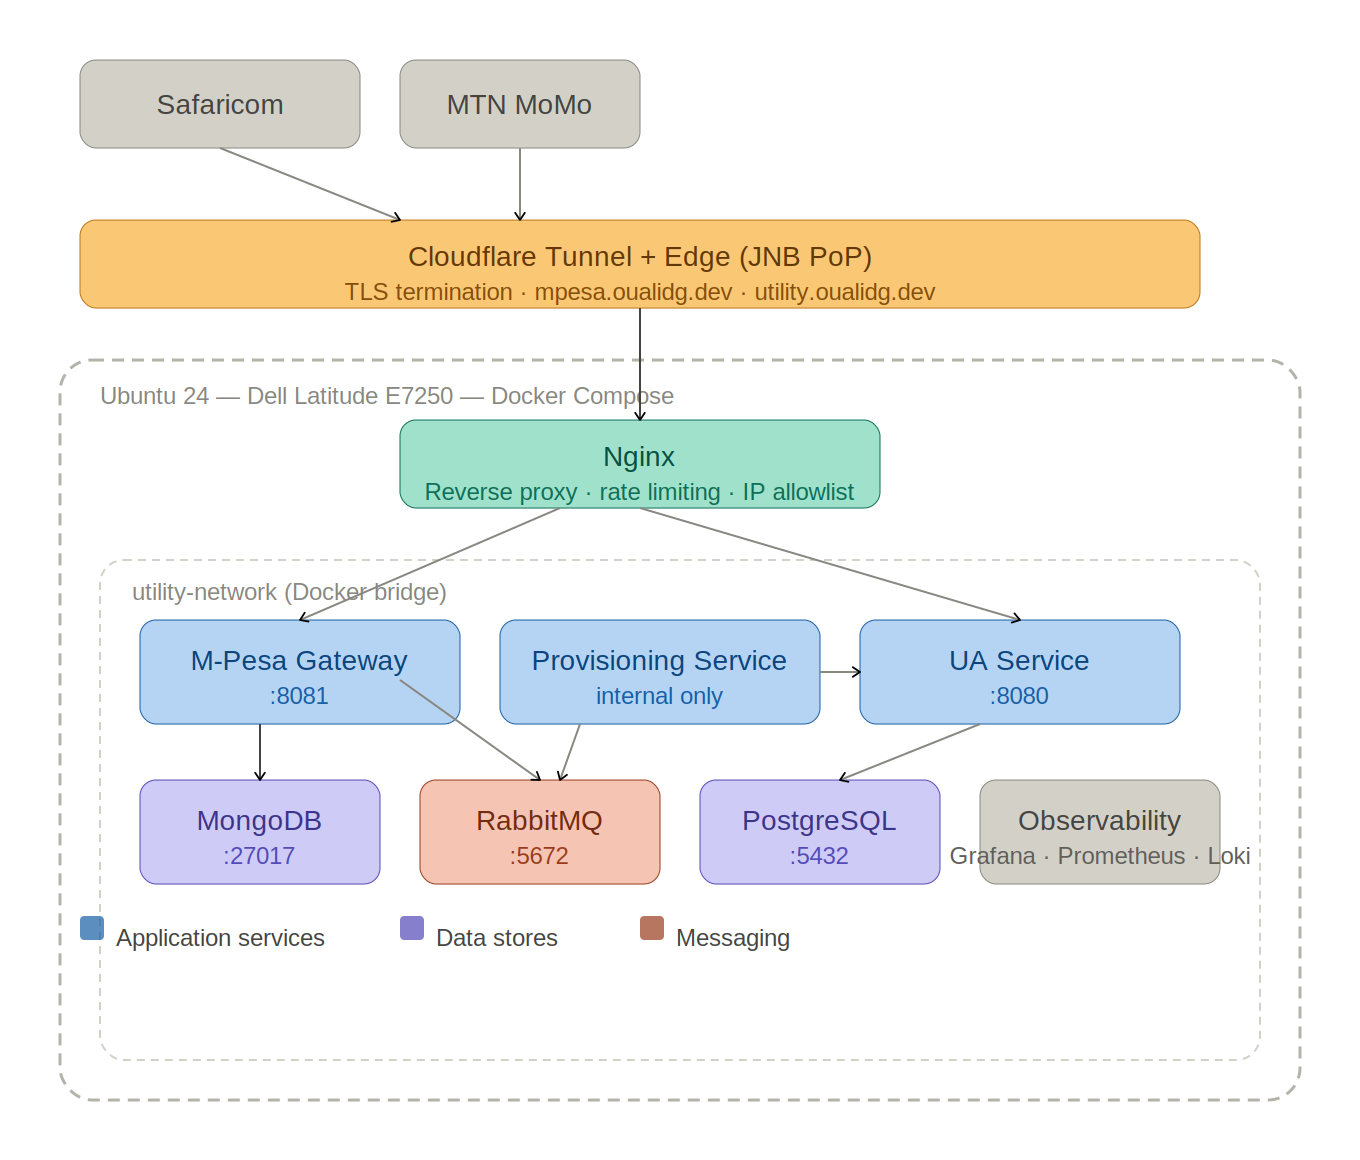 Safaricom
MTN MoMo
Cloudflare Tunnel + Edge (JNB PoP)
TLS termination · mpesa.oualidg.dev · utility.oualidg.dev
Ubuntu 24 — Dell Latitude E7250 — Docker Compose
Nginx
Reverse proxy · rate limiting · IP allowlist
utility-network (Docker bridge)
M-Pesa Gateway
:8081
Provisioning Service
internal only
UA Service
:8080
MongoDB
:27017
RabbitMQ
:5672
PostgreSQL
:5432
Observability
Grafana · Prometheus · Loki
Application services
Data stores
Messaging